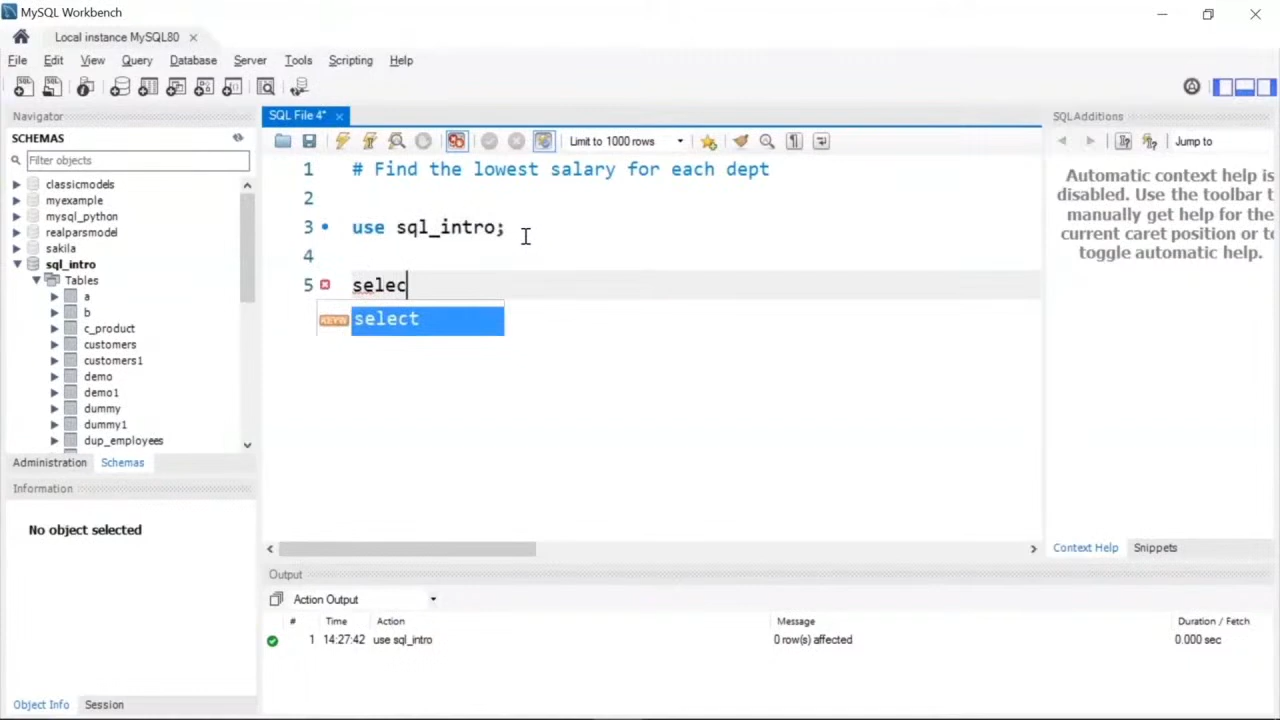 MySQL Workbench
Local instance MySQL80
File Edit View Query Database Server Tools Scripting Help
Navigator
SCHEMAS
Filter objects
classicmodels
myexample
mysql_python
realparsmodel
sakila
sql_intro
Tables
a
b
c_product
customers
customers1
demo
demo1
dummy
dummy1
dup_employees
Administration Schemas
Information
No object selected
Object Info Session
SQL File 4*
Limit to 1000 rows
1 # Find the lowest salary for each dept
2
3 use sql_intro;
4
5 selec
KEYW select
Output
Action Output
# Time Action Message Duration / Fetch
1 14:27:42 use sql_intro 0 row(s) affected 0.000 sec
SQLAdditions
Jump to
Automatic context help is
disabled. Use the toolbar t
manually get help for the
current caret position or to
toggle automatic help.
Context Help Snippets